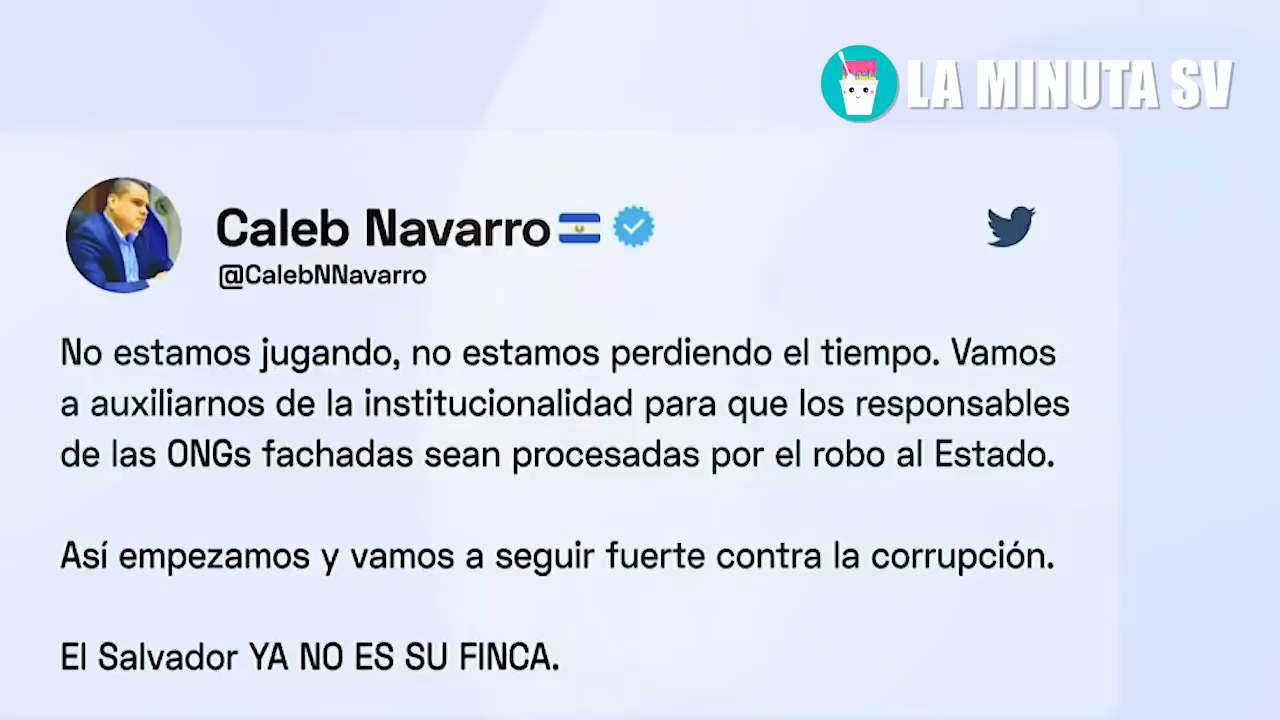 LA MINUTA SV
Caleb Navarro
@CalebNNavarro
No estamos jugando, no estamos perdiendo el tiempo. Vamos
a auxiliarnos de la institucionalidad para que los responsables
de las ONGs fachadas sean procesadas por el robo al Estado.
Así empezamos y vamos a seguir fuerte contra la corrupción.
El Salvador YA NO ES SU FINCA.